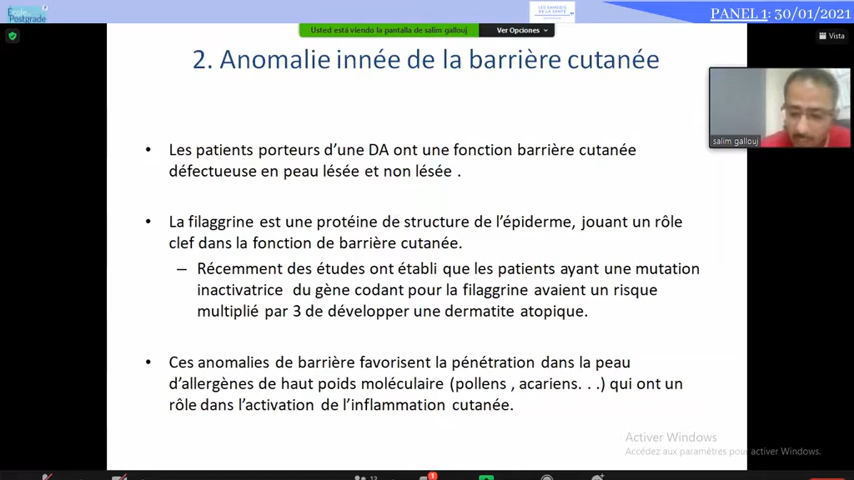 École
Postgrade
LES SAMEDIS
DE LA SANTÉ
PANEL 1: 30/01/2021
Usted está viendo la pantalla de salim gallouj
Ver Opciones
Vista
2. Anomalie innée de la barrière cutanée
salim gallouj
• Les patients porteurs d'une DA ont une fonction barrière cutanée
défectueuse en peau lésée et non lésée .
• La filaggrine est une protéine de structure de l'épiderme, jouant un rôle
clef dans la fonction de barrière cutanée.
– Récemment des études ont établi que les patients ayant une mutation
inactivatrice du gène codant pour la filaggrine avaient un risque
multiplié par 3 de développer une dermatite atopique.
• Ces anomalies de barrière favorisent la pénétration dans la peau
d'allergènes de haut poids moléculaire (pollens , acariens. . .) qui ont un
rôle dans l'activation de l'inflammation cutanée.
Activer Windows
Accédez aux paramètres pour activer Windows.